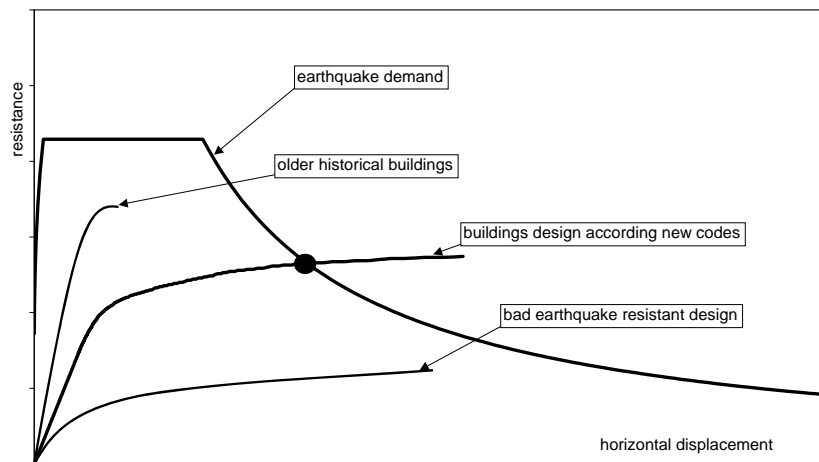 earthquake demand
resistance
older historical buildings
buildings design according new codes
bad earthquake resistant design
horizontal displacement